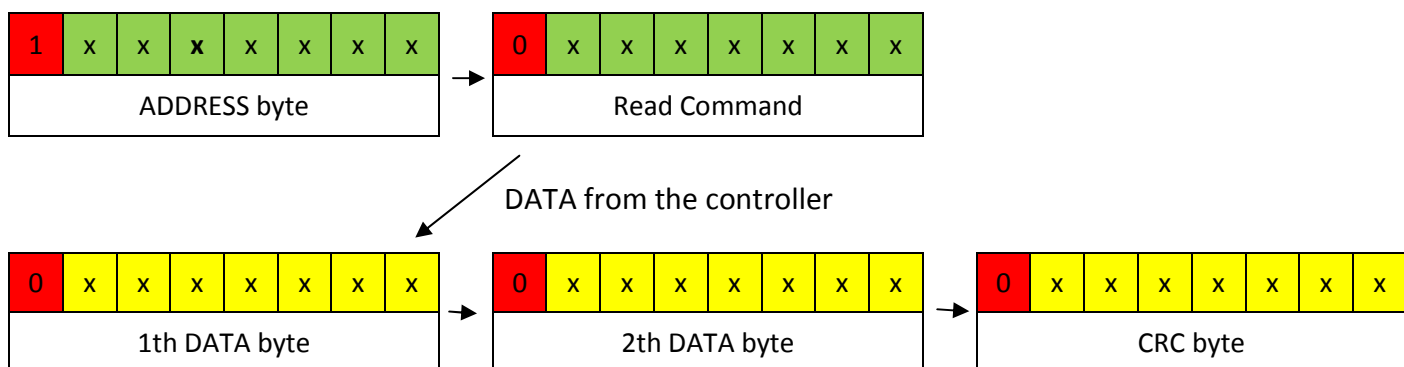 1 x x x x x x x 0 x x x x x x x
ADDRESS byte Read Command
DATA from the controller
0 x x x x x x x 0 x x x x x x x 0 x x x x x x x
1th DATA byte 2th DATA byte CRC byte